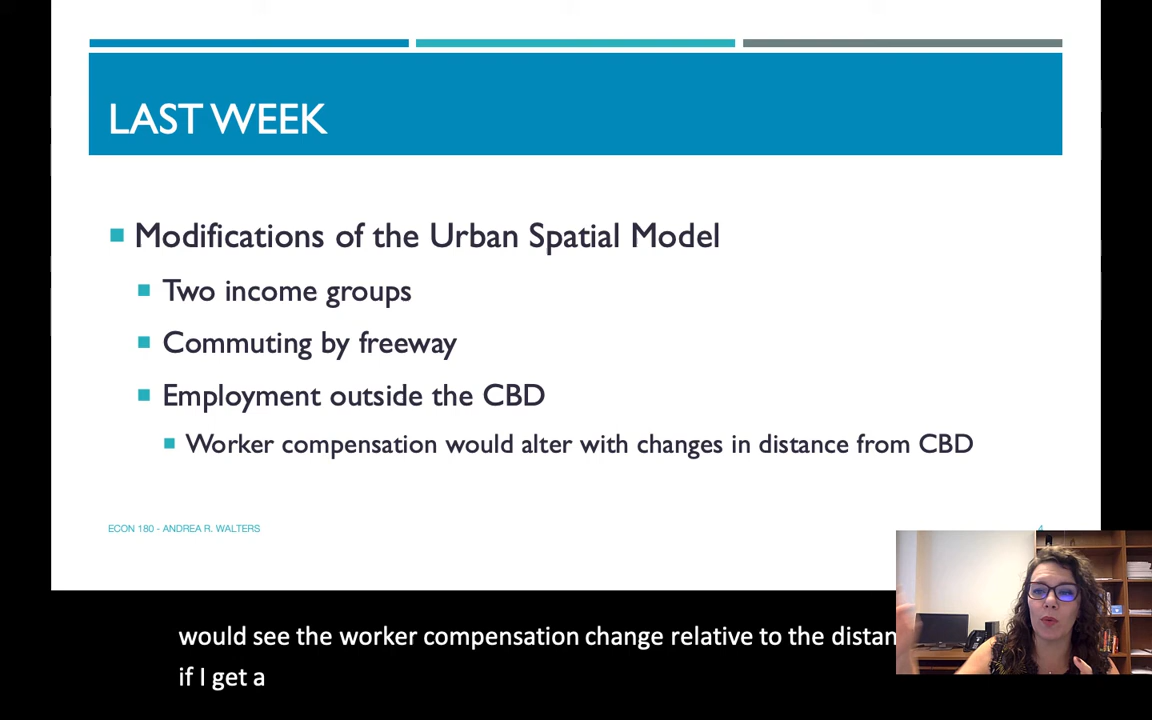 LAST WEEK
Modifications of the Urban Spatial Model
Two income groups
Commuting by freeway
Employment outside the CBD
Worker compensation would alter with changes in distance from CBD
ECON 180 - ANDREA R. WALTERS
4
would see the worker compensation change relative to the
if I get a